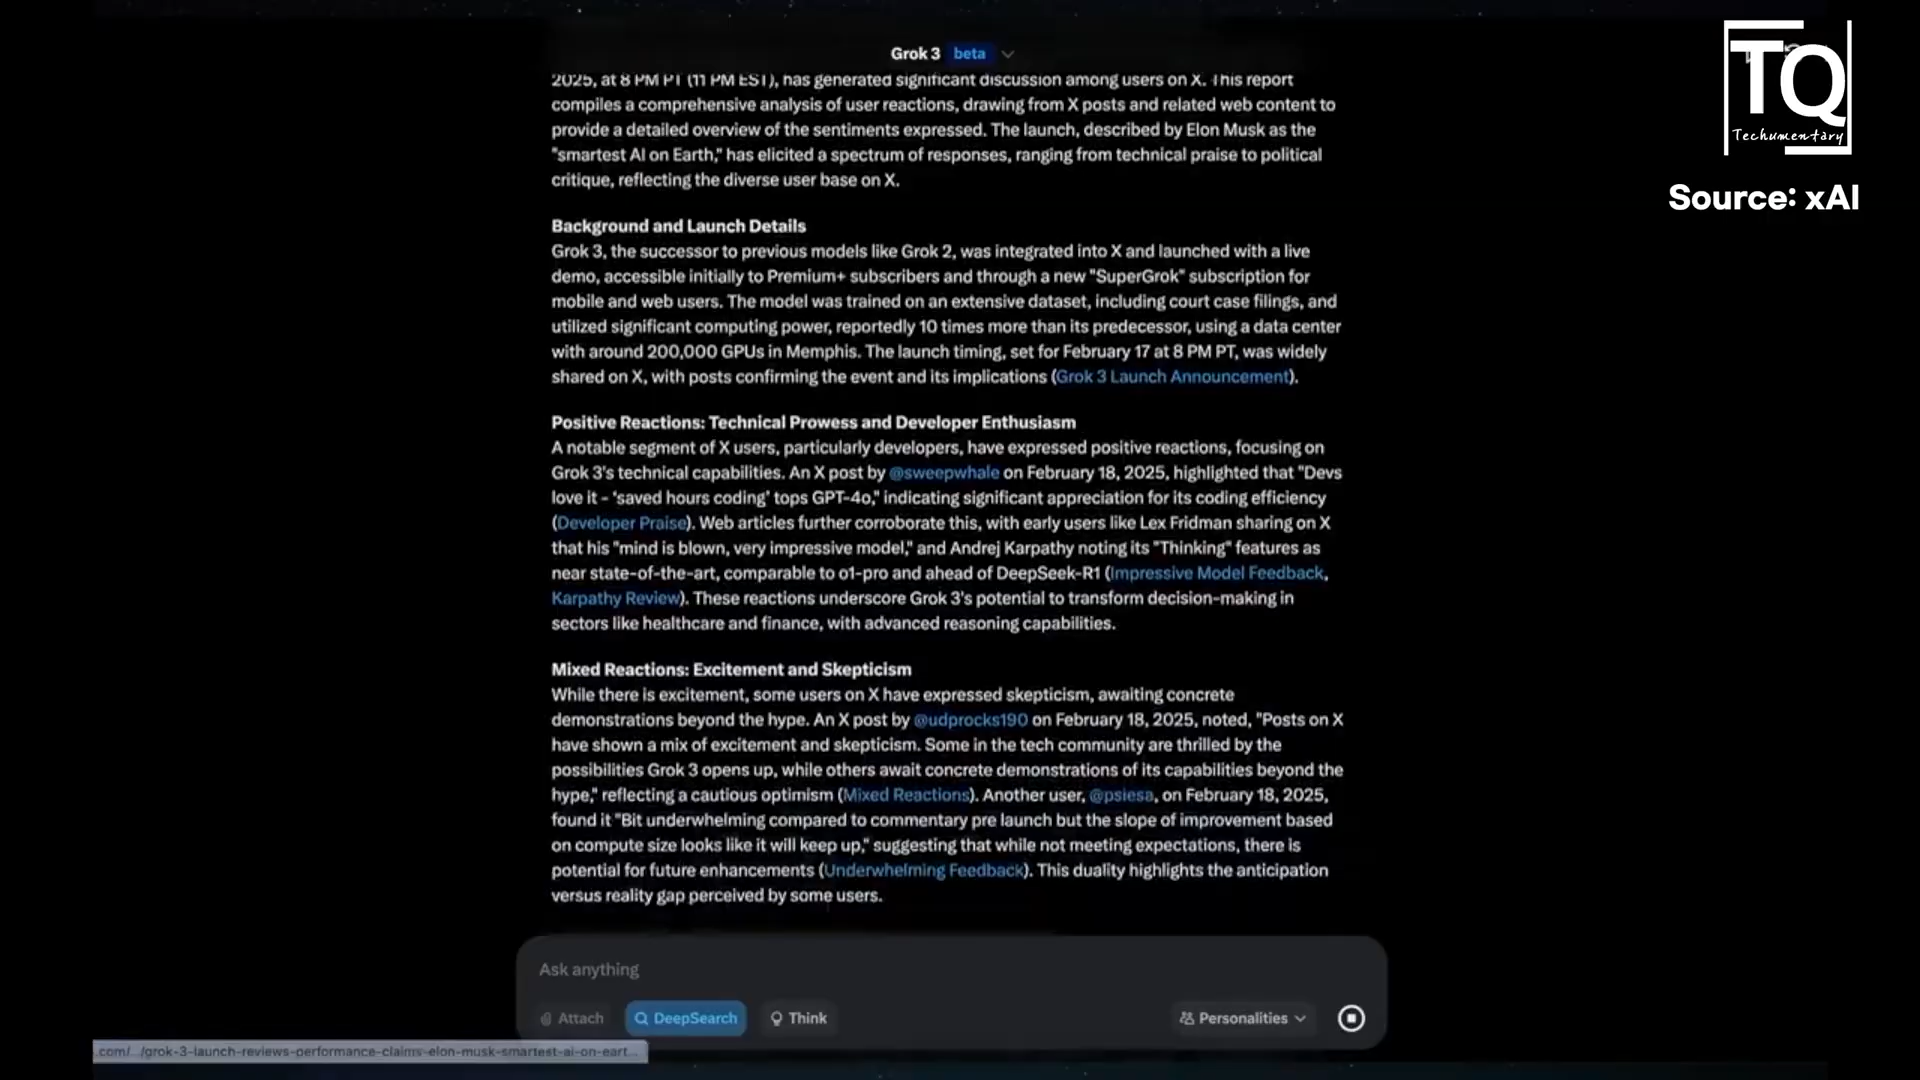 Grok 3 beta
TQ
Techumentary
Source: xAI
2025, at 8 PM PT (11 PM EST), has generated significant discussion among users on X. This report
compiles a comprehensive analysis of user reactions, drawing from X posts and related web content to
provide a detailed overview of the sentiments expressed. The launch, described by Elon Musk as the
"smartest AI on Earth," has elicited a spectrum of responses, ranging from technical praise to political
critique, reflecting the diverse user base on X.
Background and Launch Details
Grok 3, the successor to previous models like Grok 2, was integrated into X and launched with a live
demo, accessible initially to Premium+ subscribers and through a new "SuperGrok" subscription for
mobile and web users. The model was trained on an extensive dataset, including court case filings, and
utilized significant computing power, reportedly 10 times more than its predecessor, using a data center
with around 200,000 GPUs in Memphis. The launch timing, set for February 17 at 8 PM PT, was widely
shared on X, with posts confirming the event and its implications (Grok 3 Launch Announcement).
Positive Reactions: Technical Prowess and Developer Enthusiasm
A notable segment of X users, particularly developers, have expressed positive reactions, focusing on
Grok 3's technical capabilities. An X post by @sweepwhale on February 18, 2025, highlighted that "Devs
love it - 'saved hours coding' tops GPT-4o," indicating significant appreciation for its coding efficiency
(Developer Praise). Web articles further corroborate this, with early users like Lex Fridman sharing on X
that his "mind is blown, very impressive model," and Andrej Karpathy noting its "Thinking" features as
near state-of-the-art, comparable to o1-pro and ahead of DeepSeek-R1 (Impressive Model Feedback,
Karpathy Review). These reactions underscore Grok 3's potential to transform decision-making in
sectors like healthcare and finance, with advanced reasoning capabilities.
Mixed Reactions: Excitement and Skepticism
While there is excitement, some users on X have expressed skepticism, awaiting concrete
demonstrations beyond the hype. An X post by @udprocks190 on February 18, 2025, noted, "Posts on X
have shown a mix of excitement and skepticism. Some in the tech community are thrilled by the
possibilities Grok 3 opens up, while others await concrete demonstrations of its capabilities beyond the
hype," reflecting a cautious optimism (Mixed Reactions). Another user, @psiesa, on February 18, 2025,
found it "Bit underwhelming compared to commentary pre launch but the slope of improvement based
on compute size looks like it will keep up," suggesting that while not meeting expectations, there is
potential for future enhancements (Underwhelming Feedback). This duality highlights the anticipation
versus reality gap perceived by some users.
Ask anything
Attach DeepSearch Think Personalities
.com/.../grok-3-launch-reviews-performance-claims-elon-musk-smartest-ai-on-eart...